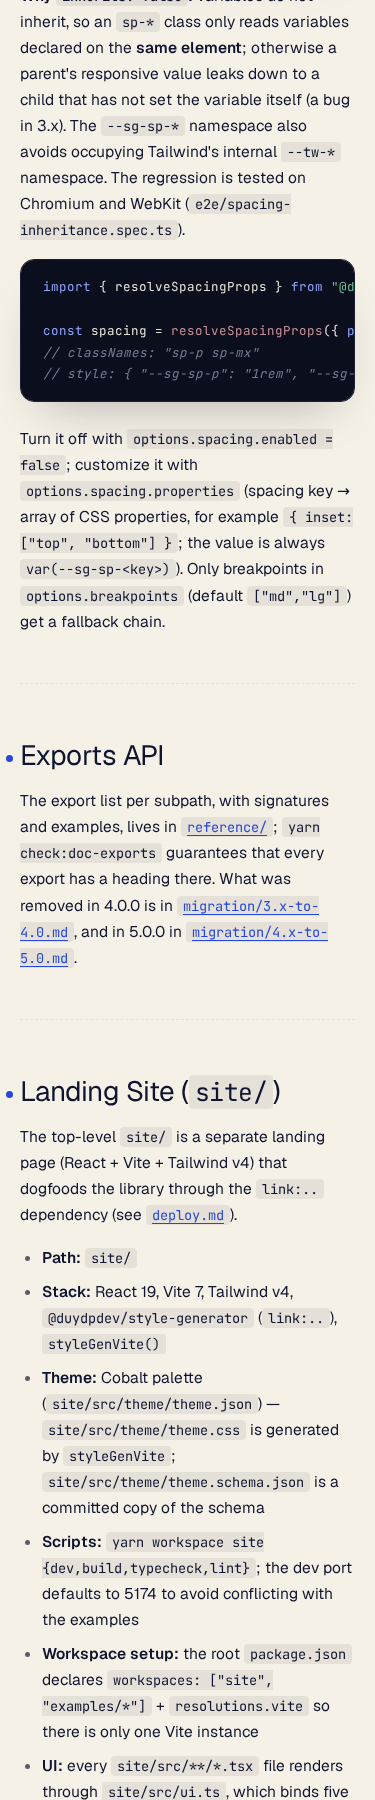 inherit, so an sp-* class only reads variables
declared on the same element; otherwise a
parent's responsive value leaks down to a
child that has not set the variable itself (a bug
in 3.x). The --sg-sp-* namespace also
avoids occupying Tailwind's internal --tw-*
namespace. The regression is tested on
Chromium and WebKit ( e2e/spacing-
inheritance.spec.ts ).
import { resolveSpacingProps } from "@d
const spacing = resolveSpacingProps({ p
// classNames: "sp-p sp-mx"
// style: { "--sg-sp-p": "1rem", "--sg-
Turn it off with options.spacing.enabled =
false ; customize it with
options.spacing.properties (spacing key →
array of CSS properties, for example { inset:
["top", "bottom"] } ; the value is always
var(--sg-sp-<key>) ). Only breakpoints in
options.breakpoints (default ["md","lg"] )
get a fallback chain.
Exports API
The export list per subpath, with signatures
and examples, lives in reference/ ; yarn
check:doc-exports guarantees that every
export has a heading there. What was
removed in 4.0.0 is in migration/3.x-to-
4.0.md , and in 5.0.0 in migration/4.x-to-
5.0.md .
Landing Site ( site/ )
The top-level site/ is a separate landing
page (React + Vite + Tailwind v4) that
dogfoods the library through the link:..
dependency (see deploy.md ).
• Path: site/
• Stack: React 19, Vite 7, Tailwind v4,
@duydpdev/style-generator ( link:.. ),
styleGenVite()
• Theme: Cobalt palette
( site/src/theme/theme.json ) —
site/src/theme/theme.css is generated
by styleGenVite ;
site/src/theme/theme.schema.json is a
committed copy of the schema
• Scripts: yarn workspace site
{dev,build,typecheck,lint} ; the dev port
defaults to 5174 to avoid conflicting with
the examples
• Workspace setup: the root package.json
declares workspaces: ["site",
"examples/*"] + resolutions.vite so
there is only one Vite instance
• UI: every site/src/**/*.tsx file renders
through site/src/ui.ts , which binds five